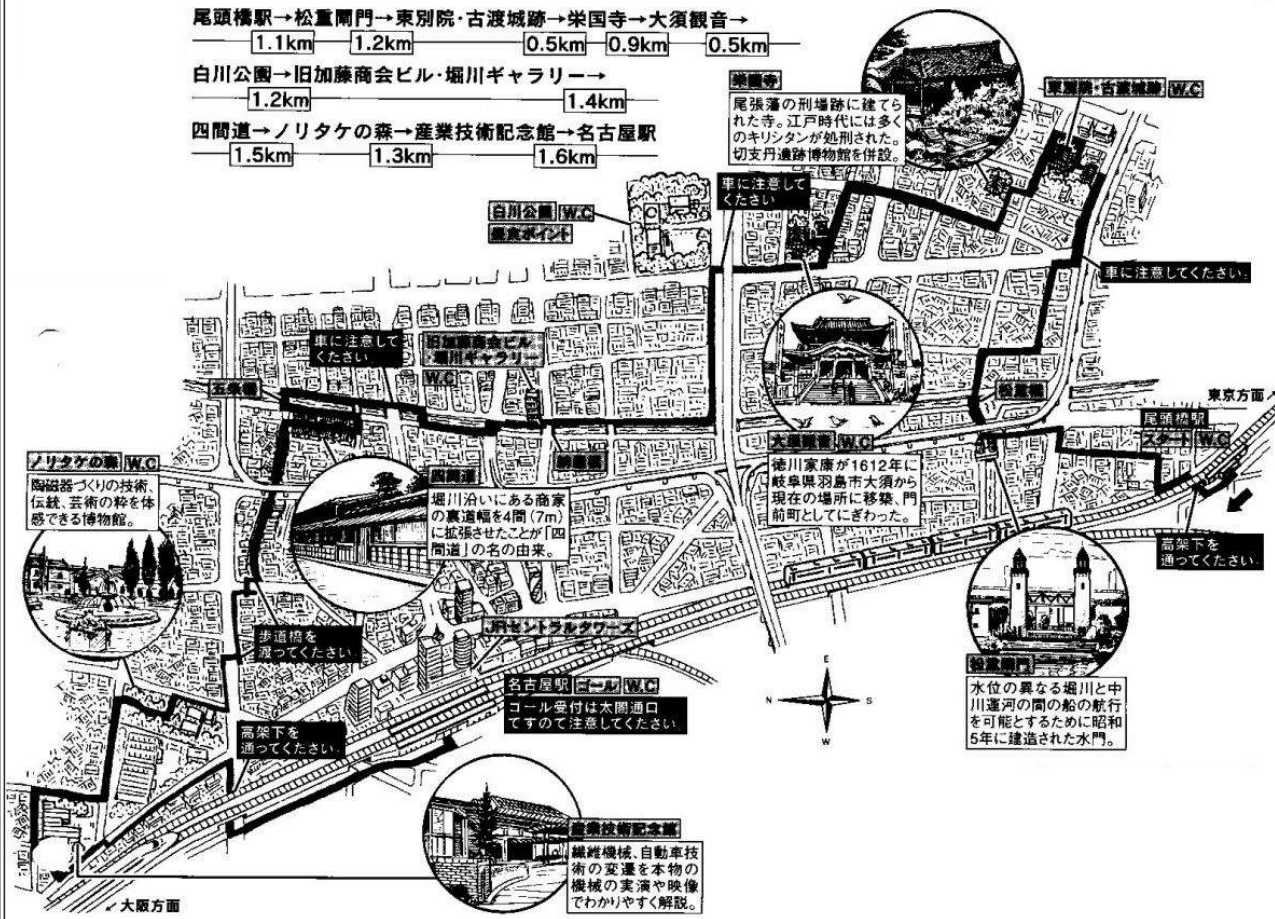 尾頭橋駅→松重閘門→東別院・古渡城跡→栄国寺→大須観音→
1.1km 1.2km 0.5km 0.9km 0.5km
白川公園→旧加藤商会ビル・堀川ギャラリー→
1.2km 1.4km
四間道→ノリタケの森→産業技術記念館→名古屋駅
1.5km 1.3km 1.6km
栄国寺
尾張藩の刑場跡に建てら
れた寺。江戸時代には多く
のキリシタンが処刑された。
切支丹遺跡博物館を併設。
東別院・古渡城跡 W.C
車に注意して
ください
白川公園 W.C
昼食ポイント
車に注意してください。
車に注意して
ください
旧加藤商会ビル
・堀川ギャラリー
W.C
五条橋
松重橋
東京方面
尾頭橋駅
スタート W.C
納屋橋
大須観音 W.C
徳川家康が1612年に
岐阜県羽島市大須から
現在の場所に移築、門
前町としてにぎわった。
ノリタケの森 W.C
陶磁器づくりの技術、
伝統、芸術の粋を体
感できる博物館。
四間道
堀川沿いにある商家
の裏道幅を4間(7m)
に拡張させたことが「四
間道」の名の由来。
高架下を
通ってください。
歩道橋を
渡ってください。
JRセントラルタワーズ
名古屋駅 ゴール W.C
ゴール受付は太閤通口
ですので注意してください。
E
N S
W
松重閘門
水位の異なる堀川と中
川運河の間の船の航行
を可能とするために昭和
5年に建造された水門。
高架下を
通ってください。
産業技術記念館
繊維機械、自動車技
術の変遷を本物の
機械の実演や映像
でわかりやすく解説。
大阪方面